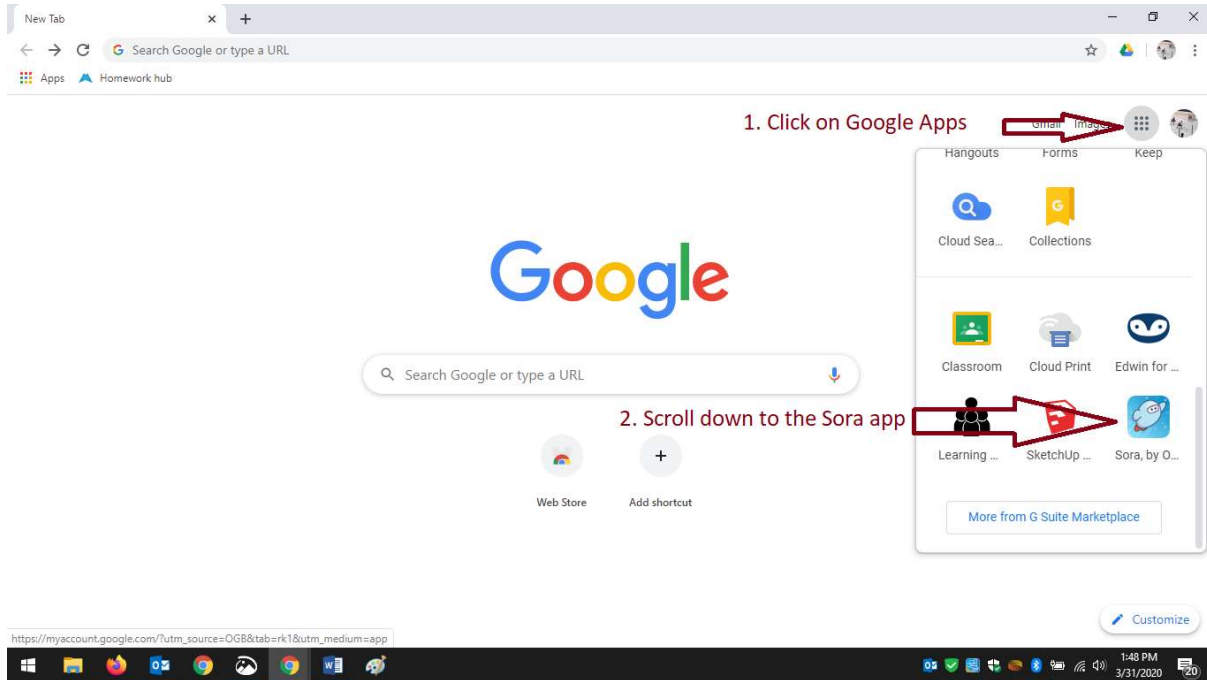 New Tab
Search Google or type a URL
Apps Homework hub
1. Click on Google Apps
Gmail Images
Hangouts Forms Keep
G
Cloud Sea... Collections
Google
Classroom Cloud Print Edwin for ...
Search Google or type a URL
2. Scroll down to the Sora app
Learning ... SketchUp ... Sora, by O...
Web Store Add shortcut
More from G Suite Marketplace
Customize
https://myaccount.google.com/?utm_source=OGB&tab=rk1&utm_medium=app
1:48 PM
3/31/2020
20